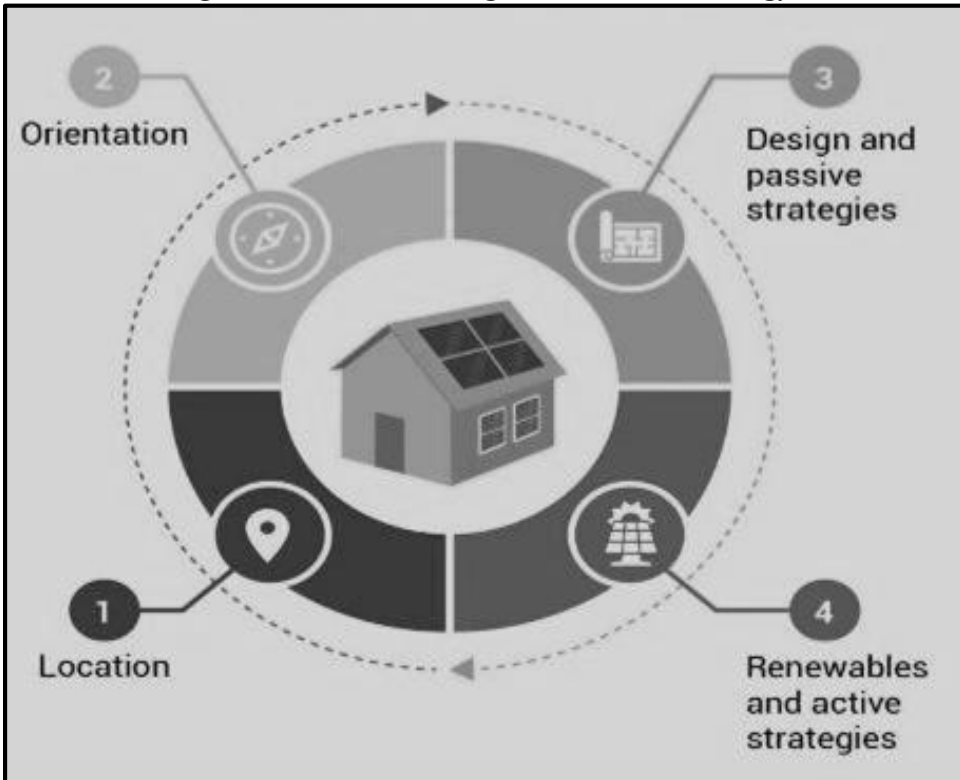 2
Orientation
3
Design and
passive
strategies
1
Location
4
Renewables
and active
strategies